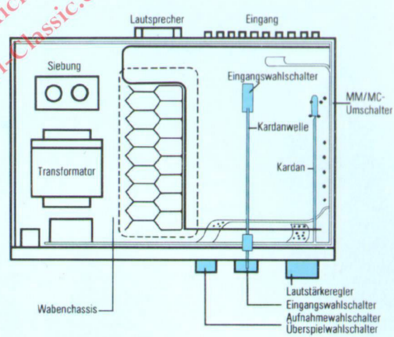 Lautsprecher
Eingang
Siebung
Eingangswahlschalter
MM/MC-
Umschalter
Kardanwelle
Transformator
Kardan
Lautstärkeregler
Eingangswahlschalter
Wabenchassis
Aufnahmewahlschalter
Überspielwahlschalter